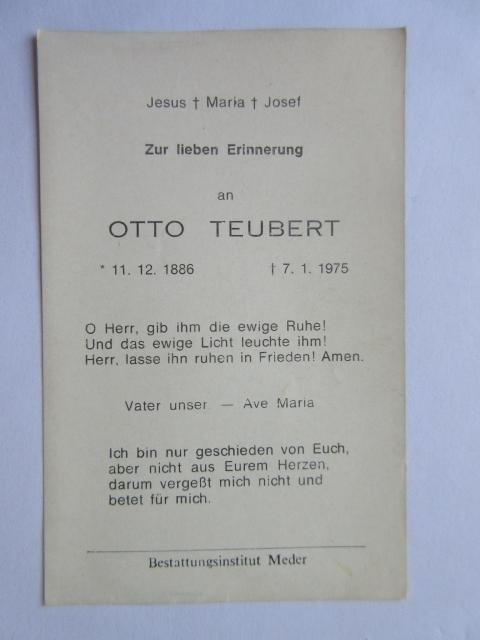 Jesus † Maria † Josef
Zur lieben Erinnerung
an
OTTO TEUBERT
* 11. 12. 1886 † 7. 1. 1975
O Herr, gib ihm die ewige Ruhe!
Und das ewige Licht leuchte ihm!
Herr, lasse ihn ruhen in Frieden! Amen.
Vater unser — Ave Maria
Ich bin nur geschieden von Euch,
aber nicht aus Eurem Herzen,
darum vergeßt mich nicht und
betet für mich.
Bestattungsinstitut Meder